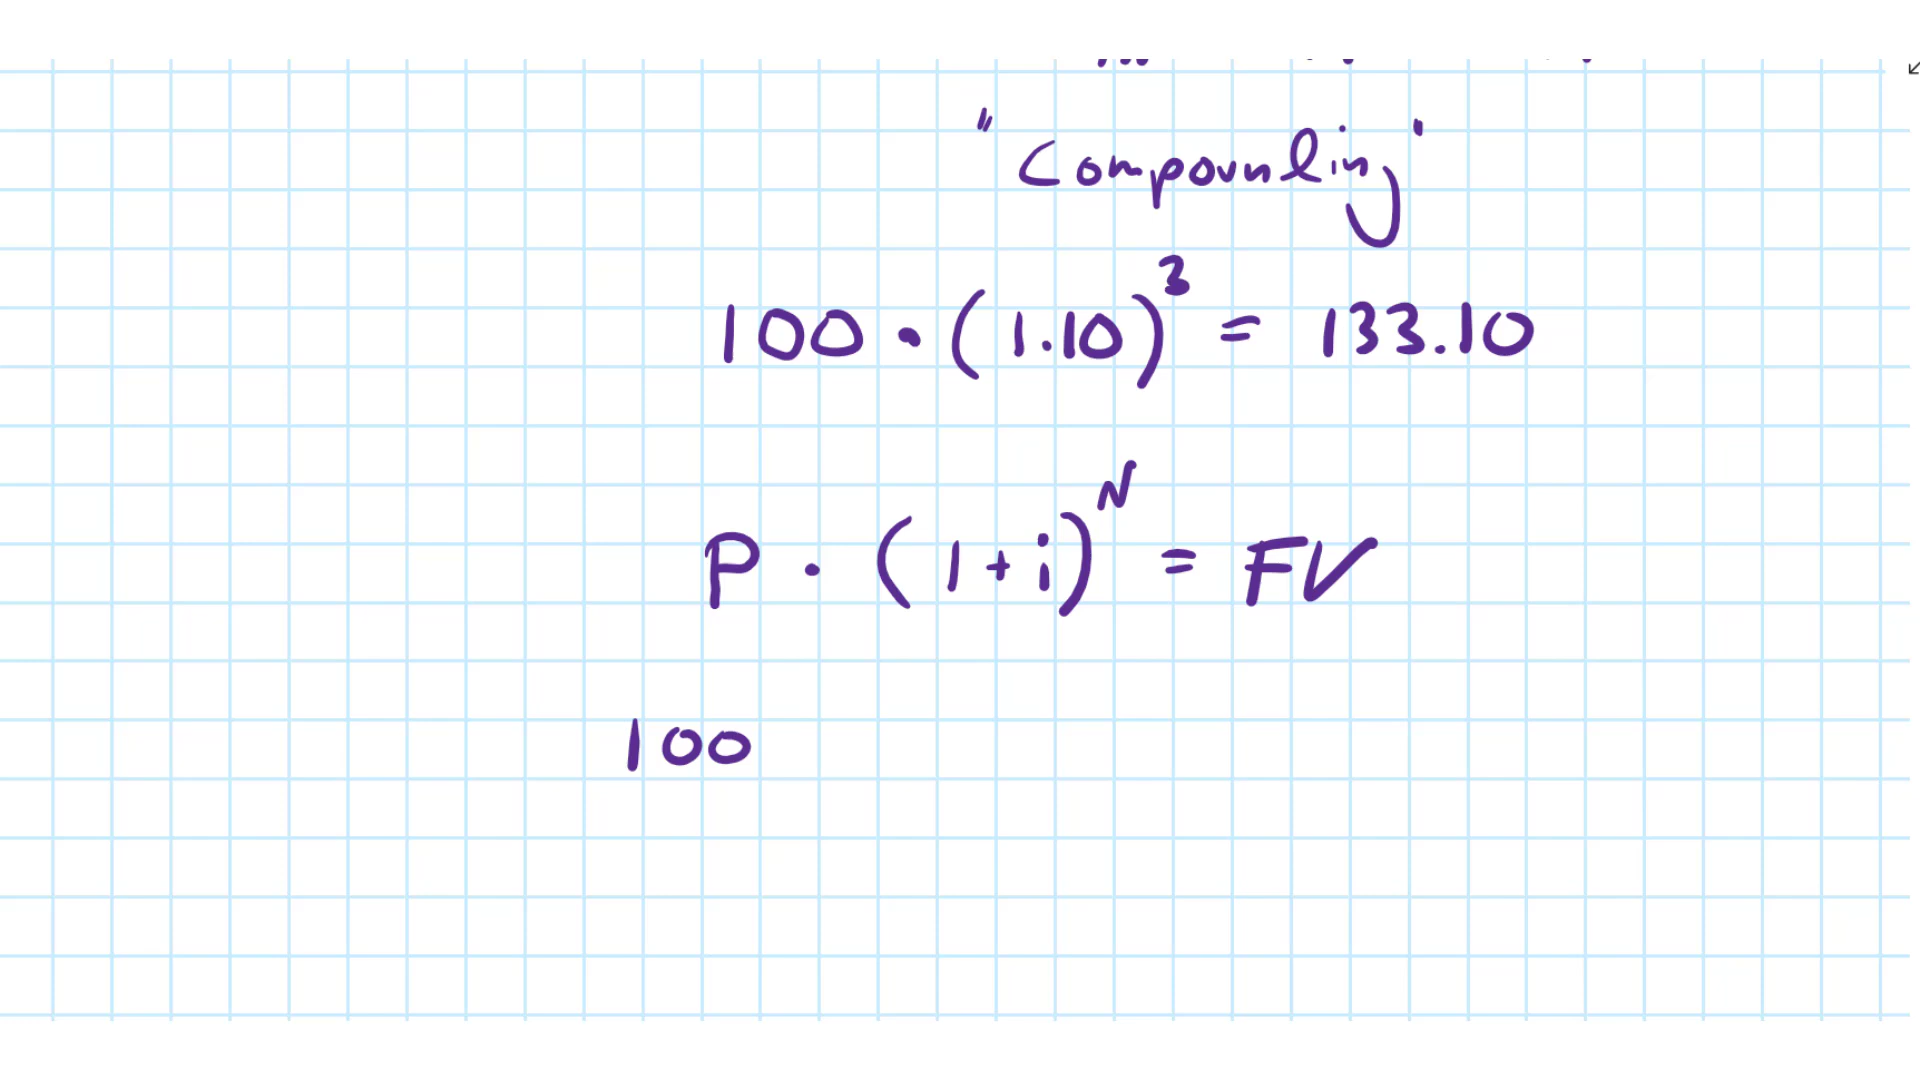 "Compounding"
100 · (1.10)³ = 133.10
P · (1+i)ᴺ = FV
100